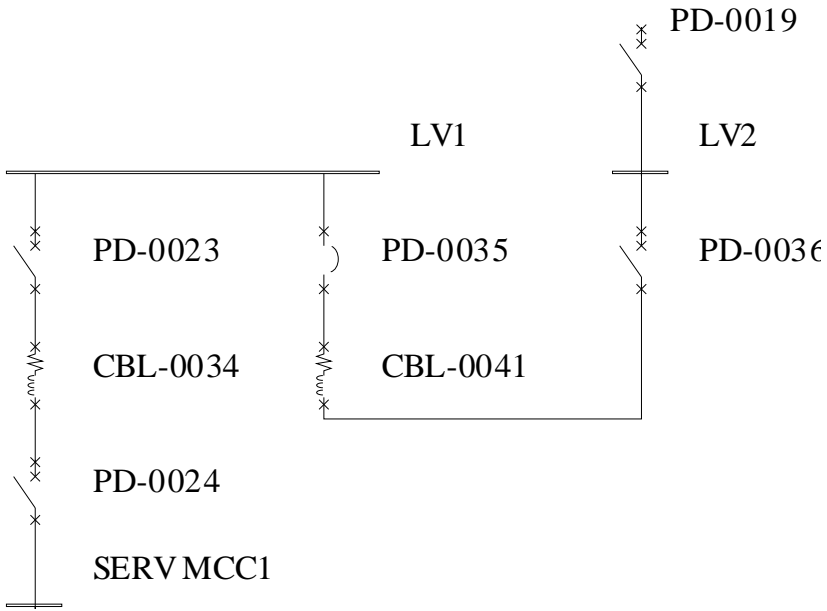 PD-0019
LV1
LV2
PD-0023
PD-0035
PD-0036
CBL-0034
CBL-0041
PD-0024
SERV MCC1